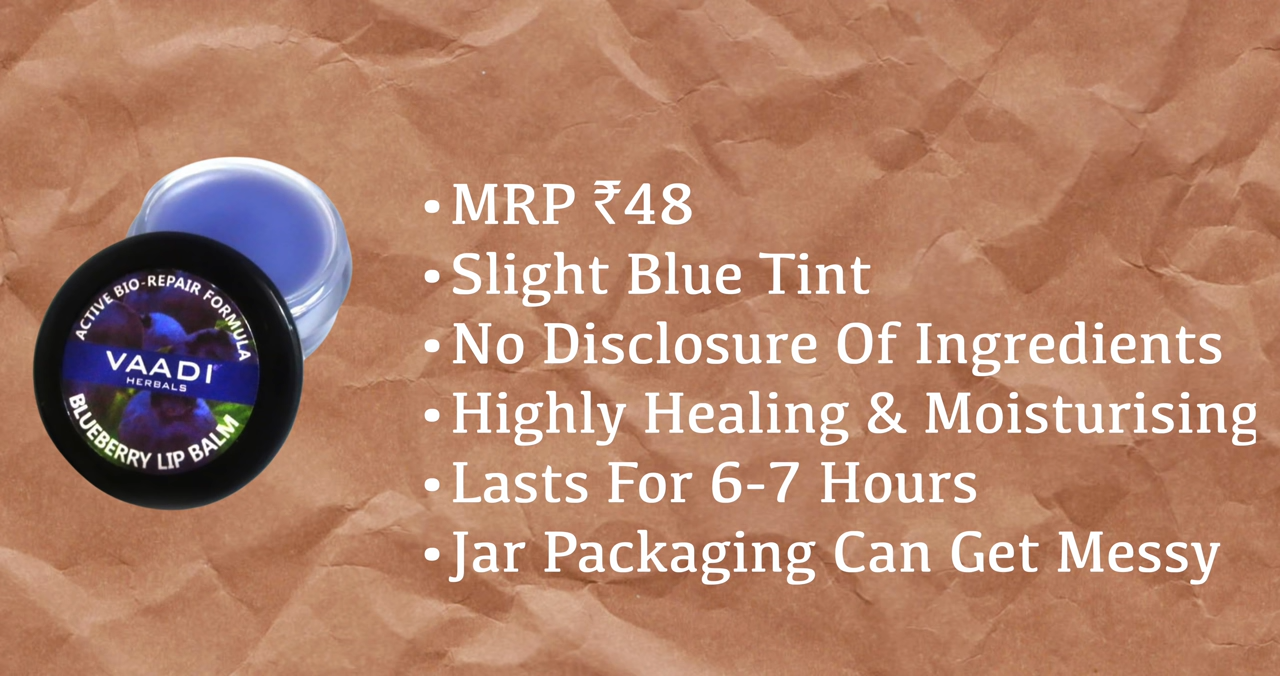 ACTIVE BIO-REPAIR FORMULA
VAADI
HERBALS
BLUEBERRY LIP BALM
• MRP ₹48
• Slight Blue Tint
• No Disclosure Of Ingredients
• Highly Healing & Moisturising
• Lasts For 6-7 Hours
• Jar Packaging Can Get Messy